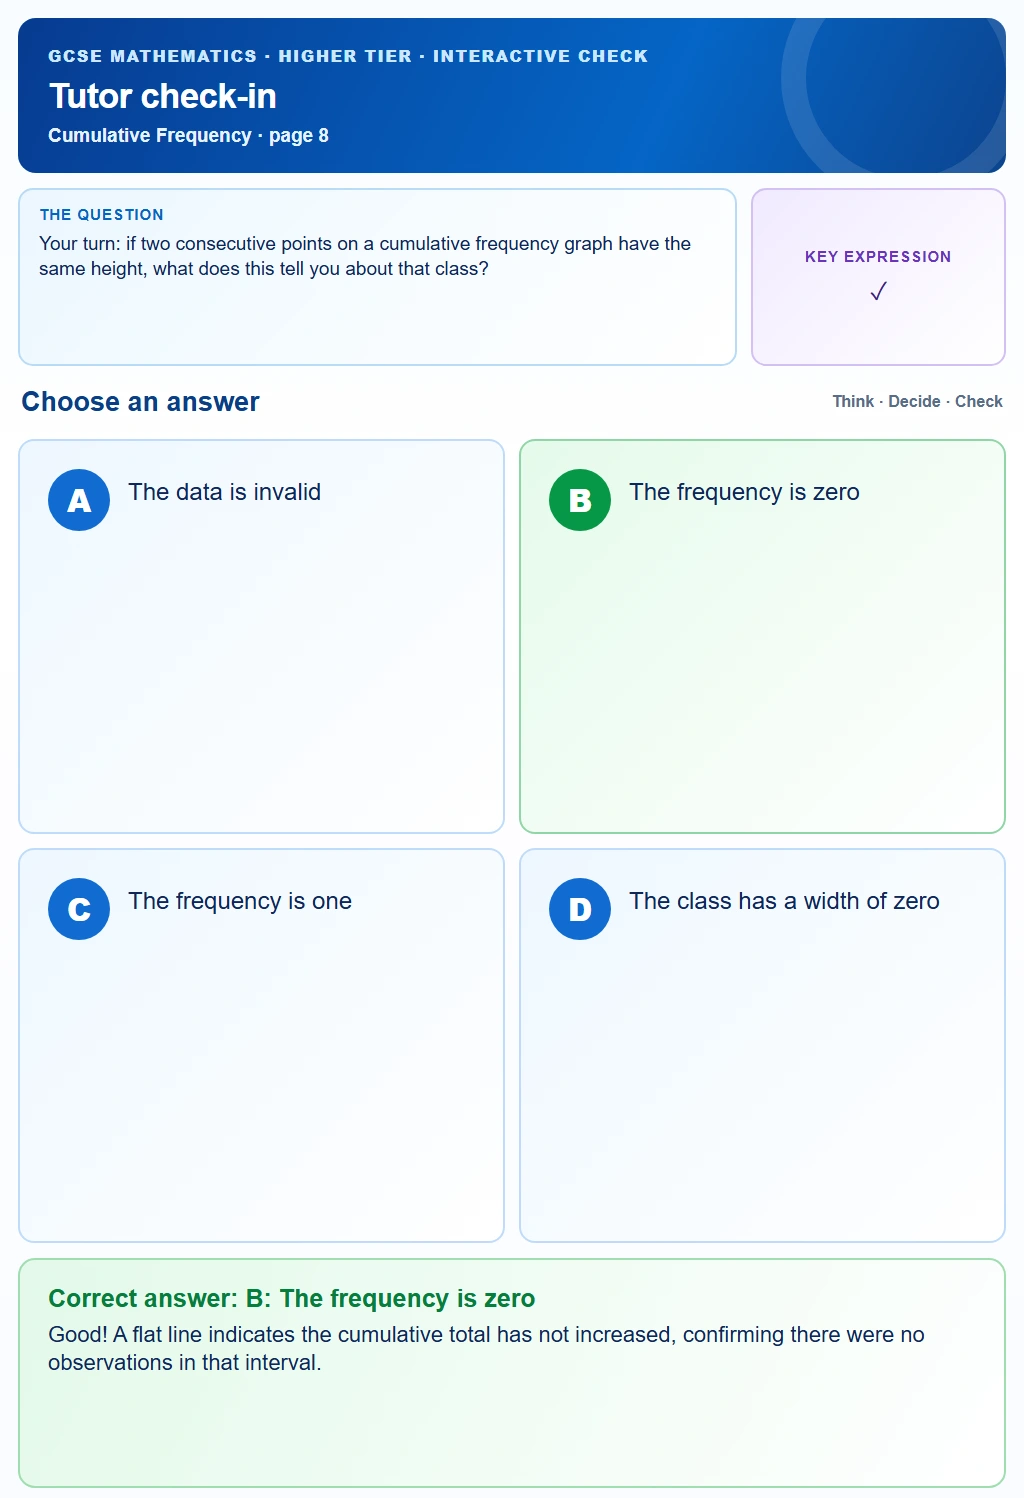 GCSE MATHEMATICS · HIGHER TIER · INTERACTIVE CHECK
Tutor check-in
Cumulative Frequency · page 8
THE QUESTION
Your turn: if two consecutive points on a cumulative frequency graph have the
same height, what does this tell you about that class?
KEY EXPRESSION
✓
Choose an answer
Think · Decide · Check
A The data is invalid
B The frequency is zero
C The frequency is one
D The class has a width of zero
Correct answer: B: The frequency is zero
Good! A flat line indicates the cumulative total has not increased, confirming there were no
observations in that interval.